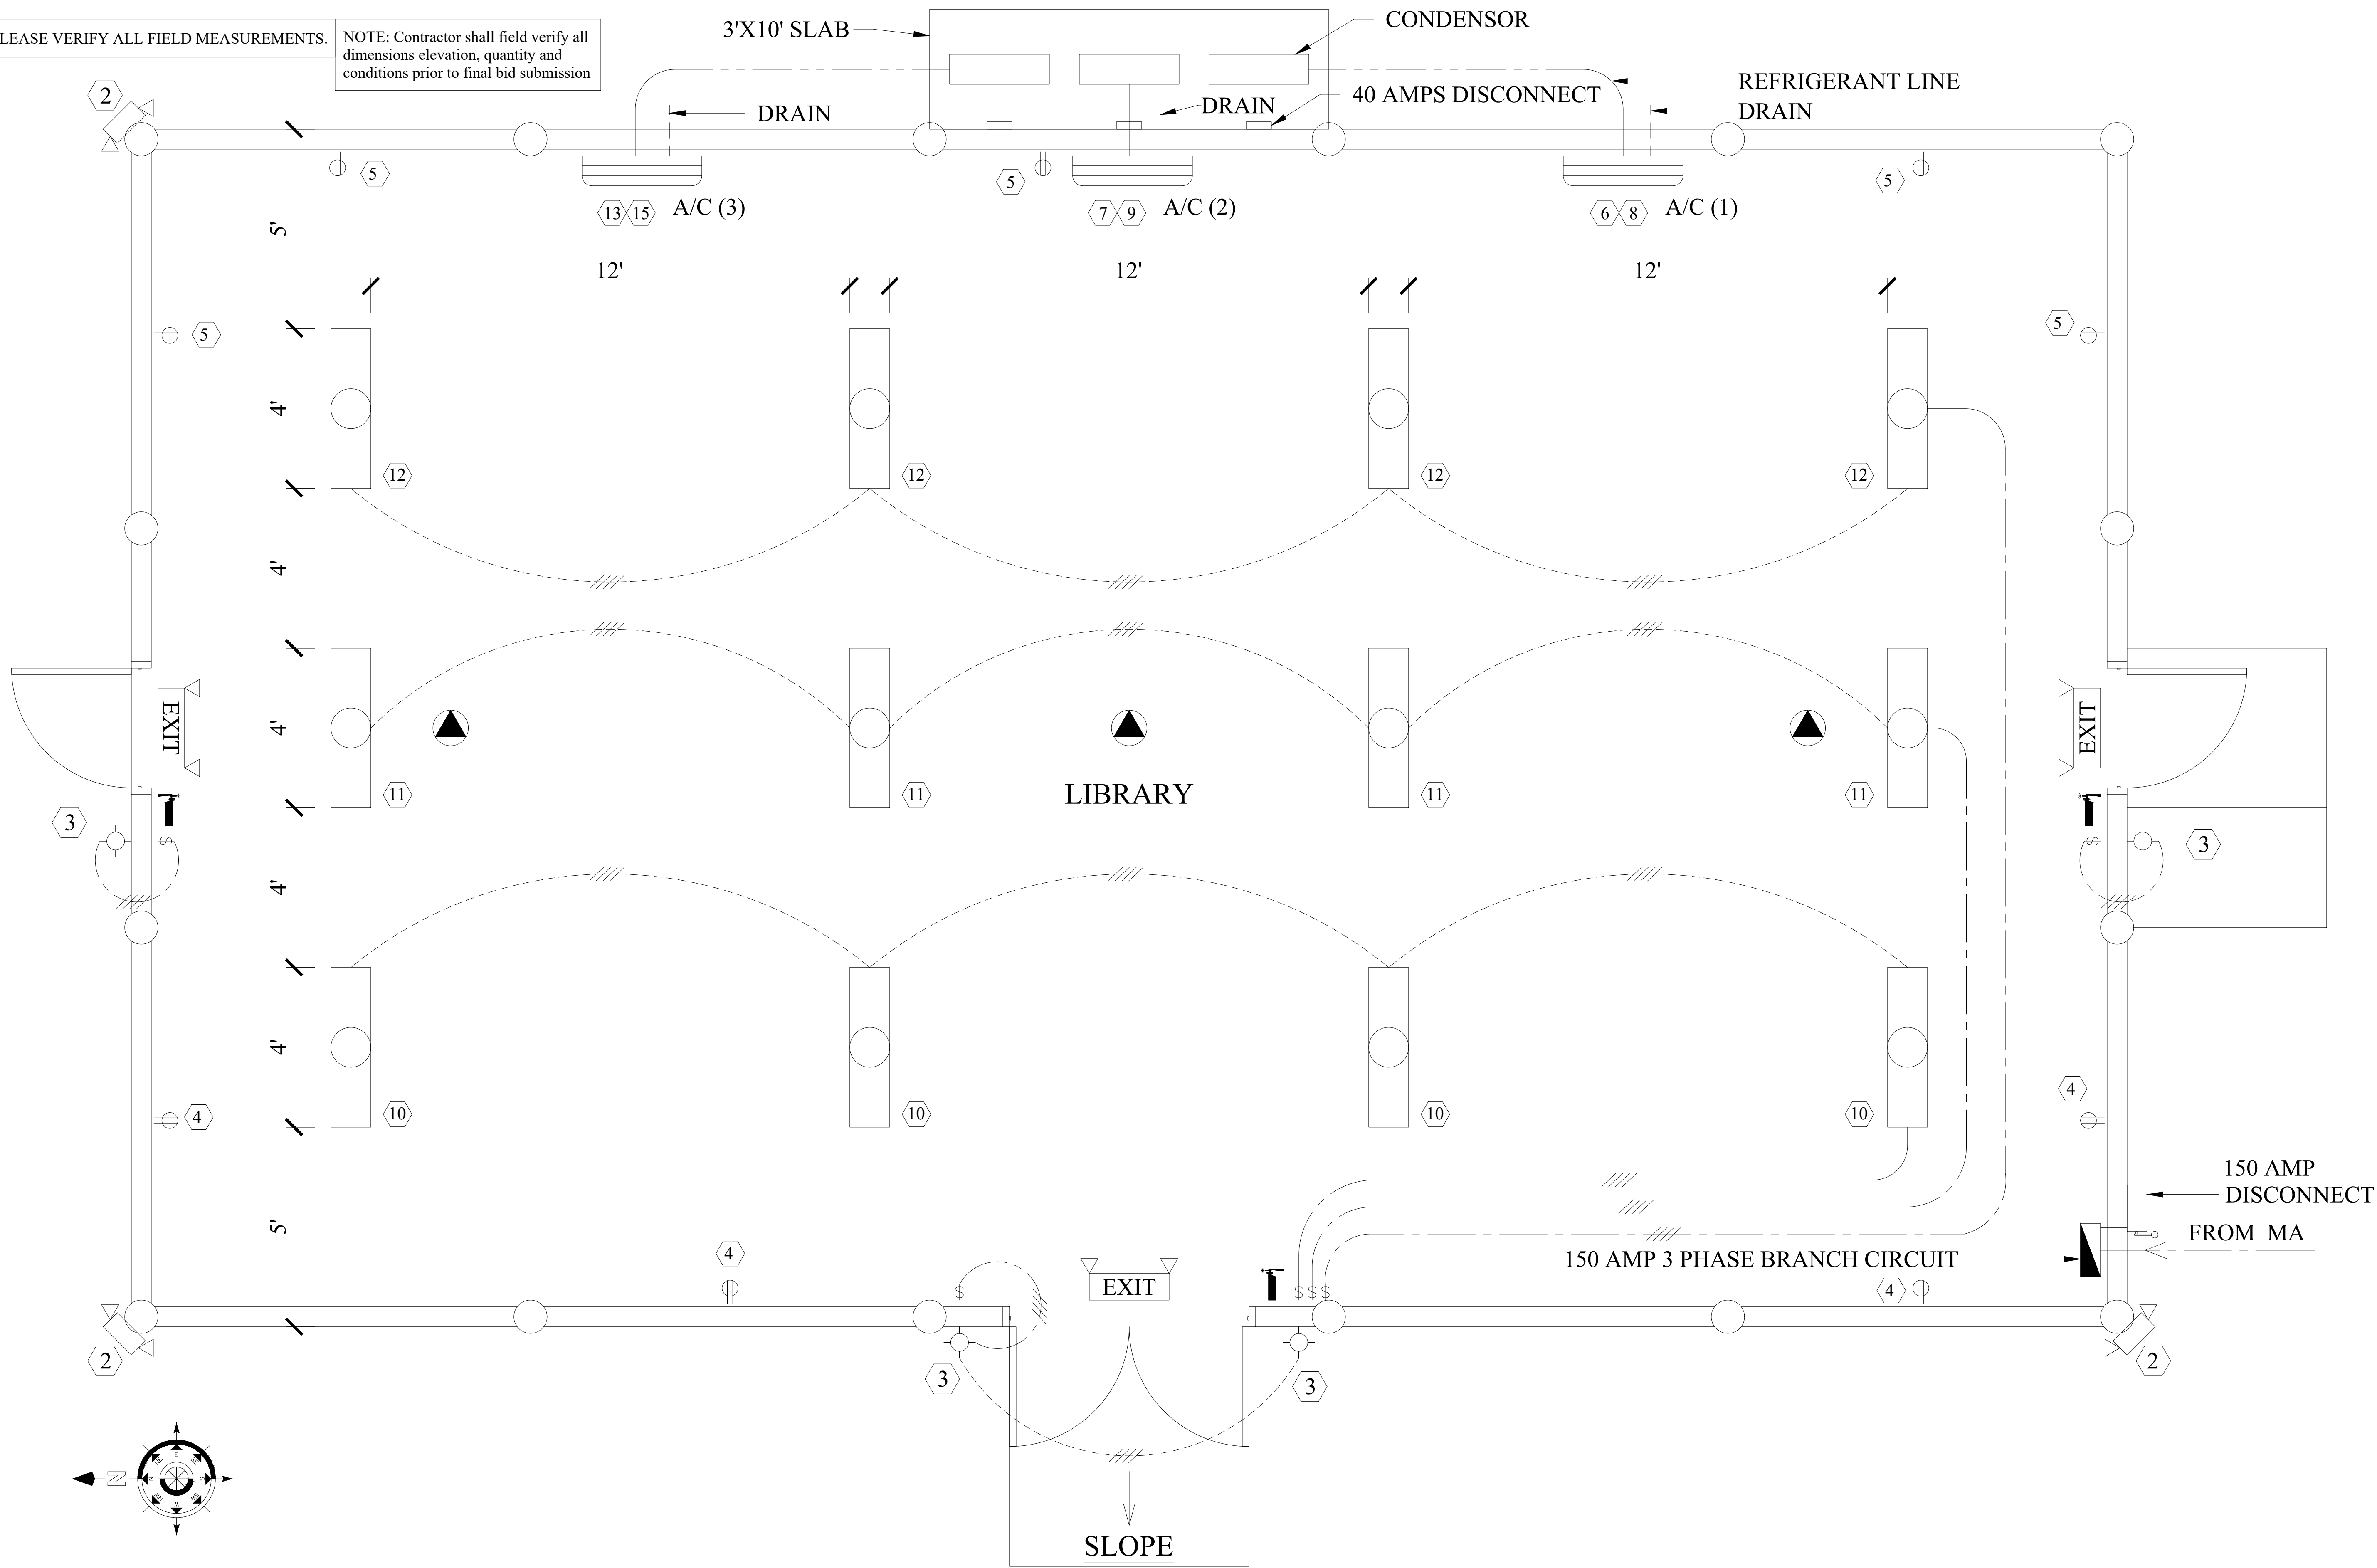 LEASE VERIFY ALL FIELD MEASUREMENTS.
NOTE: Contractor shall field verify all
dimensions elevation, quantity and
conditions prior to final bid submission
3'X10' SLAB
CONDENSOR
REFRIGERANT LINE
40 AMPS DISCONNECT
DRAIN
DRAIN
DRAIN
2
5
5
5
13 15 A/C (3)
7 9 A/C (2)
6 8 A/C (1)
5'
12'
12'
12'
5
5
4'
12
12
12
12
4'
EXIT
EXIT
4'
11
11
11
11
LIBRARY
3
S
S
3
4'
4
4
4'
10
10
10
10
150 AMP
DISCONNECT
FROM MA
5'
150 AMP 3 PHASE BRANCH CIRCUIT
4
4
S
EXIT
S S S
2
3
3
2
N
E
SE
S
SW
W
NW
N
NE
SLOPE